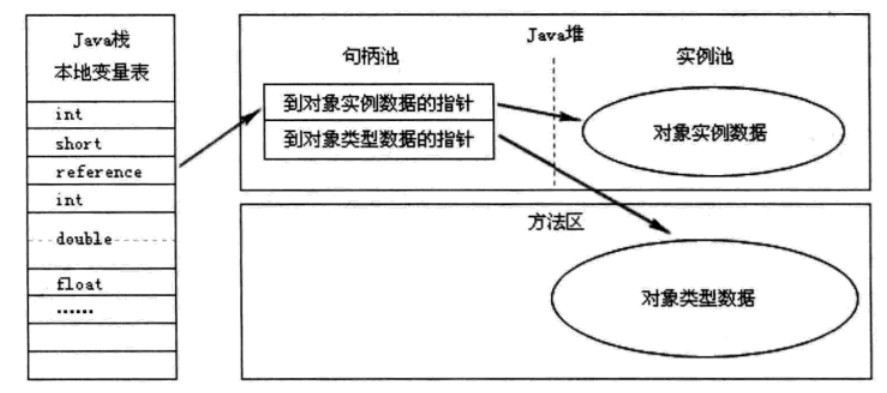 Java栈
本地变量表
int
short
reference
int
double
float
……
Java堆
句柄池
实例池
到对象实例数据的指针
到对象类型数据的指针
对象实例数据
方法区
对象类型数据